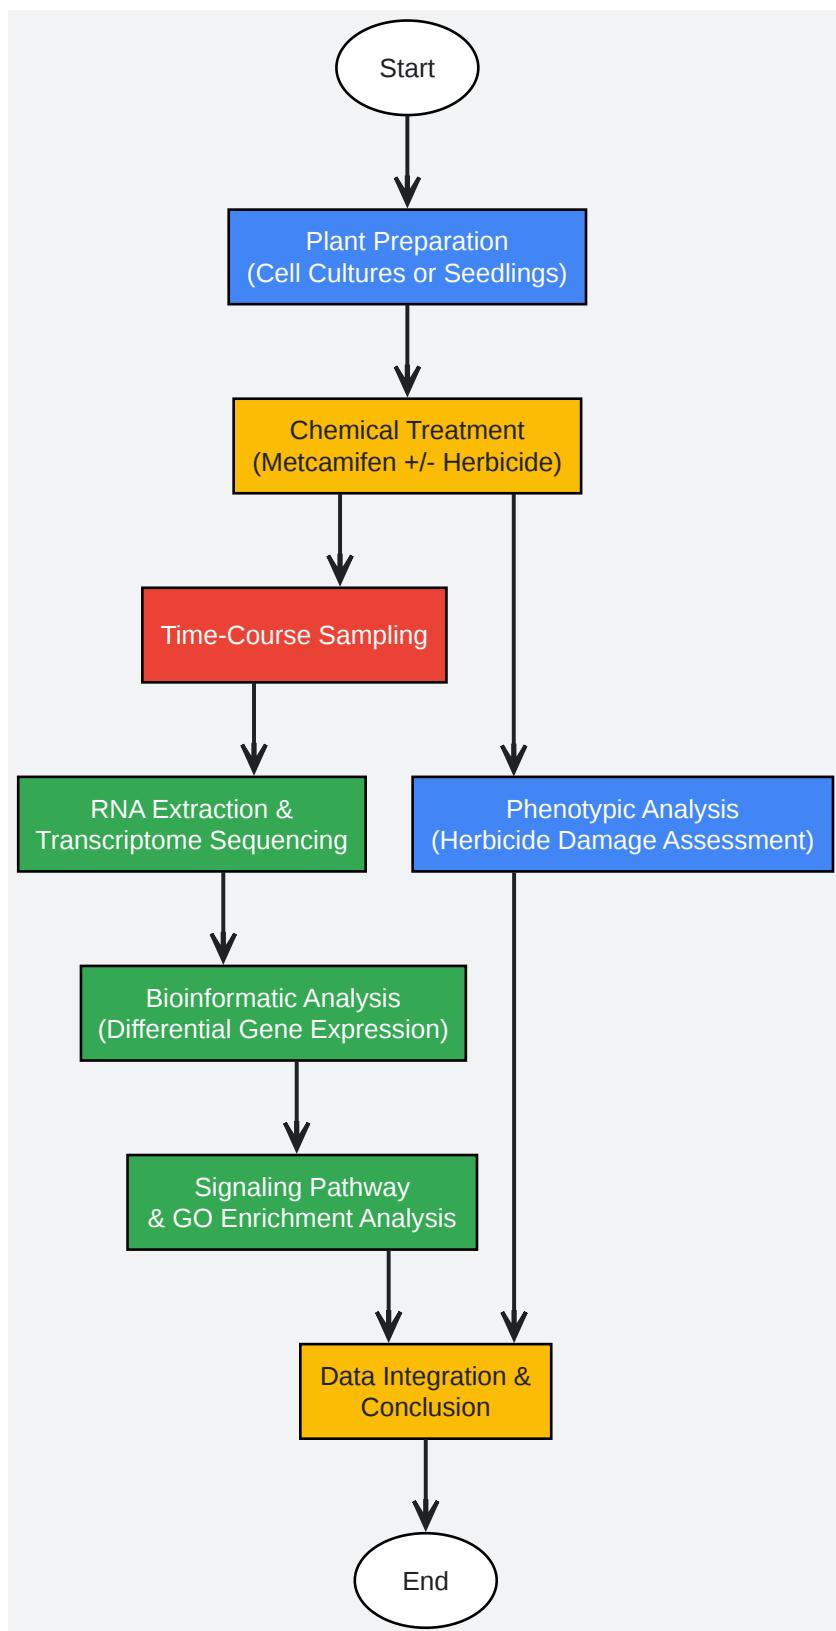 Start
Plant Preparation
(Cell Cultures or Seedlings)
Chemical Treatment
(Metcamifen +/- Herbicide)
Time-Course Sampling
RNA Extraction &
Transcriptome Sequencing
Phenotypic Analysis
(Herbicide Damage Assessment)
Bioinformatic Analysis
(Differential Gene Expression)
Signaling Pathway
& GO Enrichment Analysis
Data Integration &
Conclusion
End